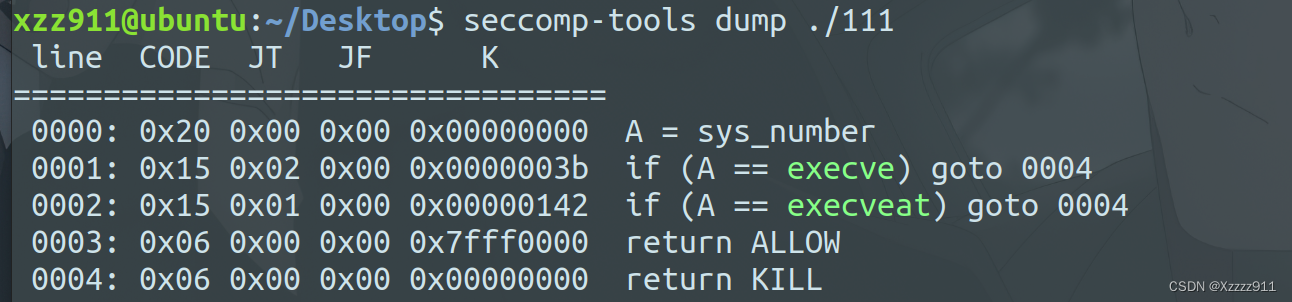 xzz911@ubuntu:~/Desktop$ seccomp-tools dump ./111
line CODE JT JF K
=================================
0000: 0x20 0x00 0x00 0x00000000 A = sys_number
0001: 0x15 0x02 0x00 0x0000003b if (A == execve) goto 0004
0002: 0x15 0x01 0x00 0x00000142 if (A == execveat) goto 0004
0003: 0x06 0x00 0x00 0x7fff0000 return ALLOW
0004: 0x06 0x00 0x00 0x00000000 return KILL
CSDN @Xzzzz911